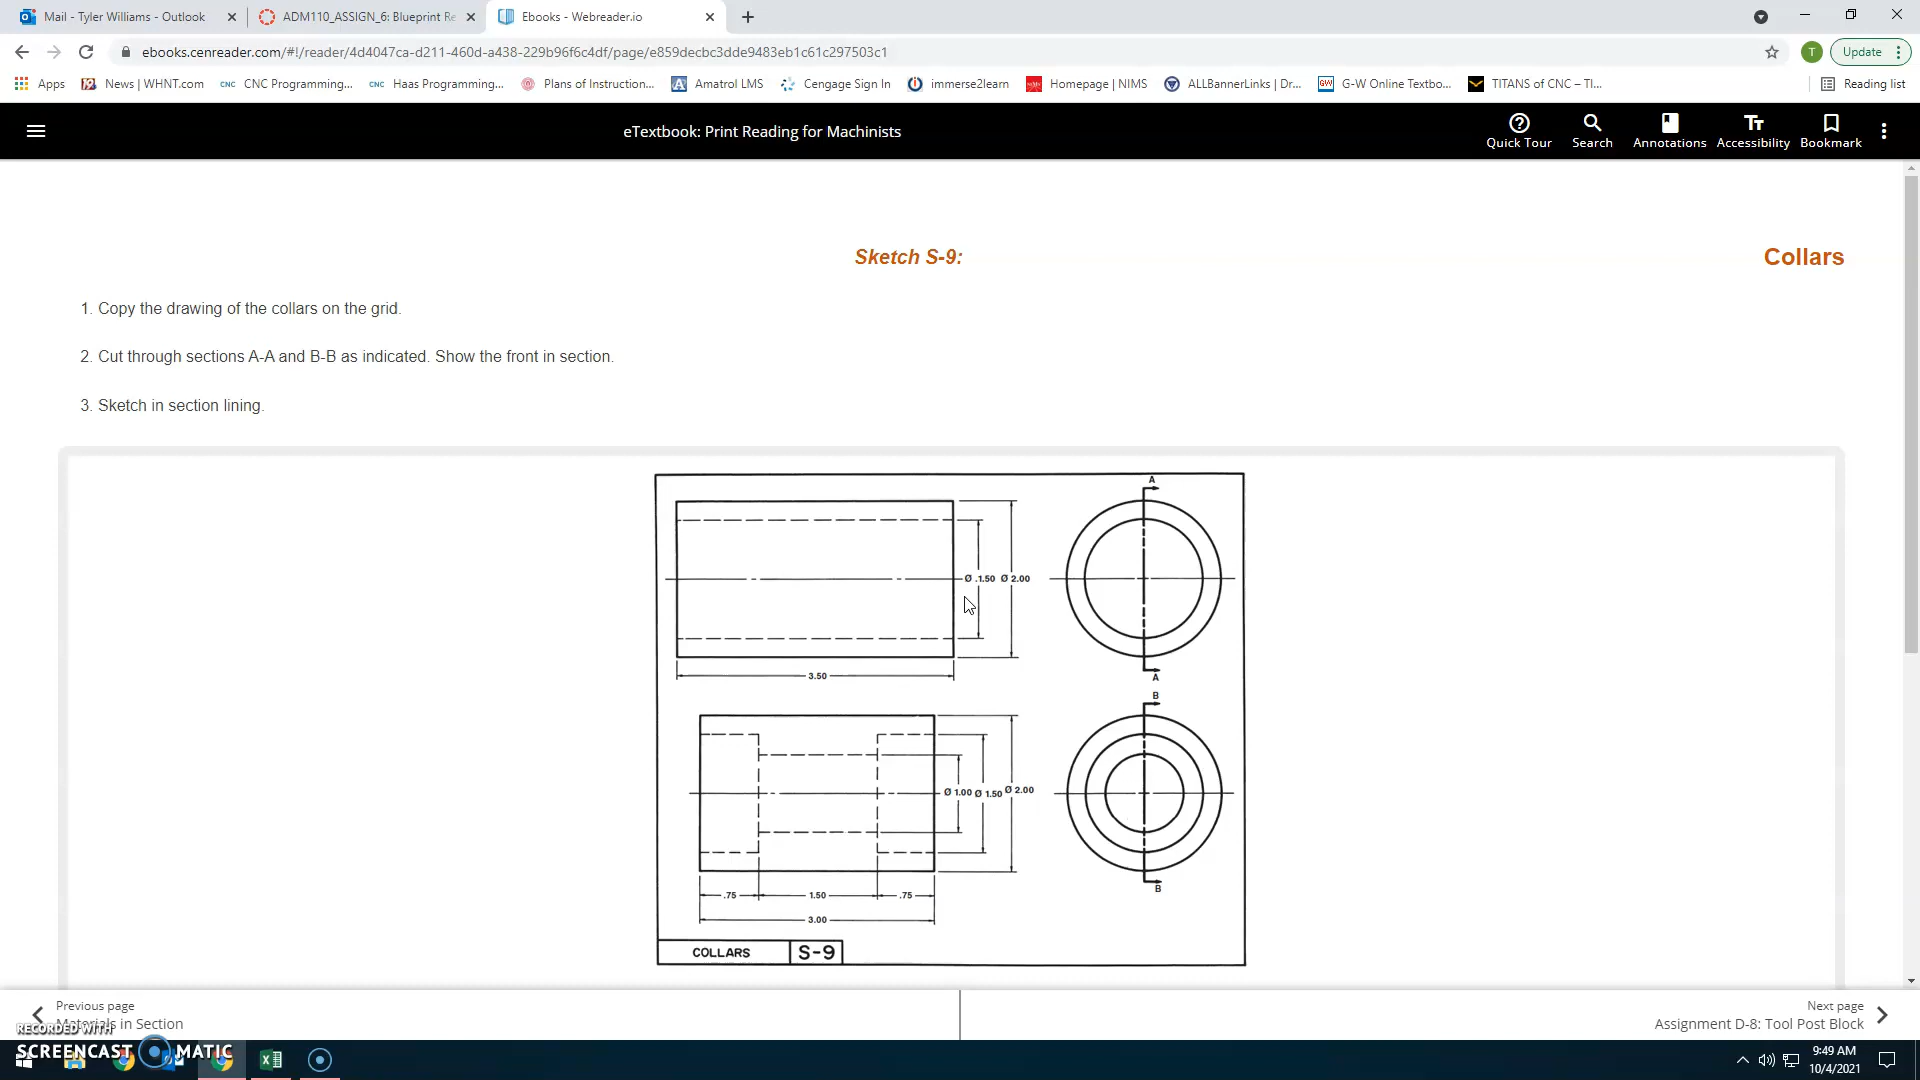 Mail - Tyler Williams - Outlook
ADM110_ASSIGN_6: Blueprint Re
Ebooks - Webreader.io
ebooks.cenreader.com/#!/reader/4d4047ca-d211-460d-a438-229b96f6c4df/page/e859decbc3dde9483eb1c61c297503c1
T
Update
Apps
News | WHNT.com
CNC CNC Programming...
CNC Haas Programming...
Plans of Instruction...
Amatrol LMS
Cengage Sign In
immerse2learn
Homepage | NIMS
ALLBannerLinks | Dr...
GW G-W Online Textbo...
TITANS of CNC – TI...
Reading list
eTextbook: Print Reading for Machinists
Quick Tour
Search
Annotations
Accessibility
Bookmark
Sketch S-9:
Collars
1. Copy the drawing of the collars on the grid.
2. Cut through sections A-A and B-B as indicated. Show the front in section.
3. Sketch in section lining.
A
Ø .1.50 Ø 2.00
3.50
A
B
Ø 1.00 Ø 1.50 Ø 2.00
.75 1.50 .75
B
3.00
COLLARS S-9
Previous page
Materials in Section
Next page
Assignment D-8: Tool Post Block
RECORDED WITH
SCREENCAST MATIC
9:49 AM
10/4/2021